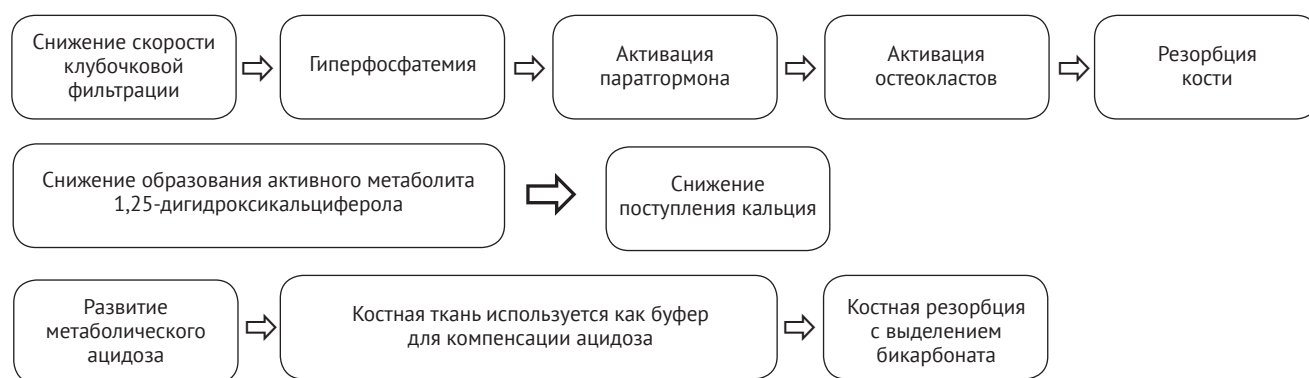 Снижение скорости
клубочковой
фильтрации
Гиперфосфатемия
Активация
паратгормона
Активация
остеокластов
Резорбция
кости
Снижение образования активного метаболита
1,25-дигидроксикальциферола
Снижение
поступления кальция
Развитие
метаболического
ацидоза
Костная ткань используется как буфер
для компенсации ацидоза
Костная резорбция
с выделением
бикарбоната